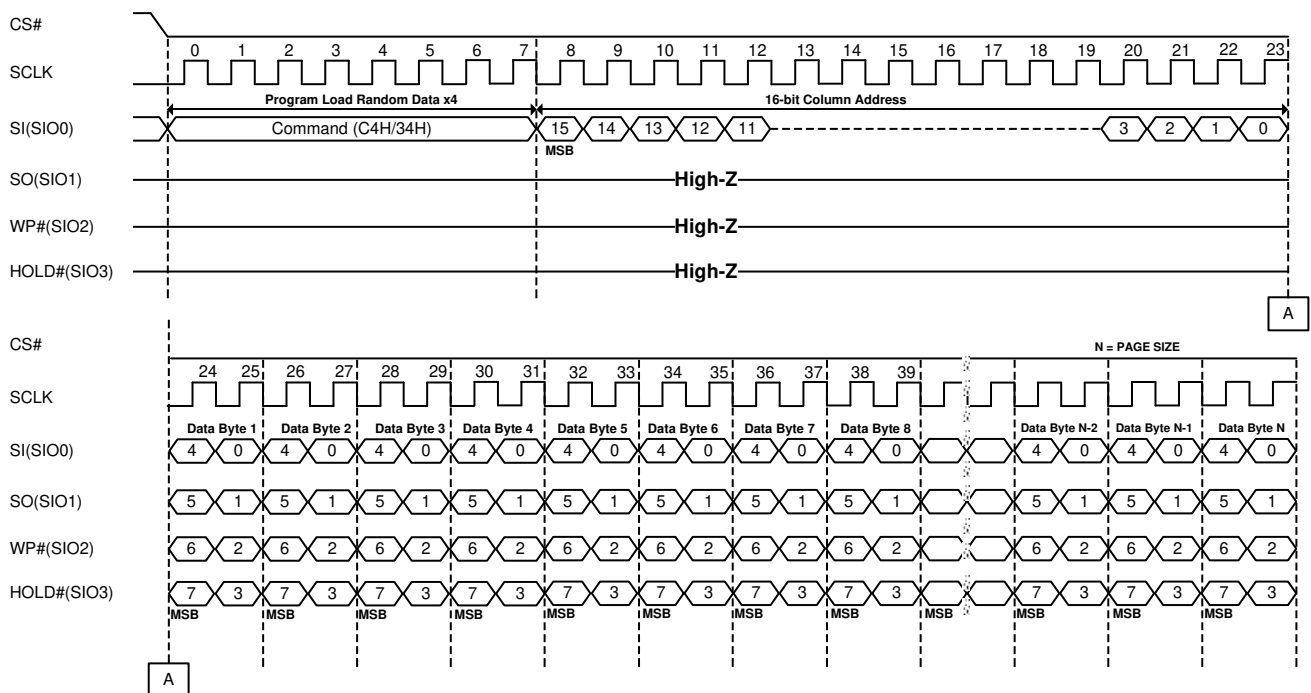 CS#
0 1 2 3 4 5 6 7 8 9 10 11 12 13 14 15 16 17 18 19 20 21 22 23
SCLK
Program Load Random Data x4 16-bit Column Address
SI(SIO0) Command (C4H/34H) 15 14 13 12 11 3 2 1 0
MSB
SO(SIO1) High-Z
WP#(SIO2) High-Z
HOLD#(SIO3) High-Z
A
CS# N = PAGE SIZE
24 25 26 27 28 29 30 31 32 33 34 35 36 37 38 39
SCLK
Data Byte 1 Data Byte 2 Data Byte 3 Data Byte 4 Data Byte 5 Data Byte 6 Data Byte 7 Data Byte 8 Data Byte N-2 Data Byte N-1 Data Byte N
SI(SIO0) 4 0 4 0 4 0 4 0 4 0 4 0 4 0 4 0 4 0 4 0 4 0
SO(SIO1) 5 1 5 1 5 1 5 1 5 1 5 1 5 1 5 1 5 1 5 1 5 1
WP#(SIO2) 6 2 6 2 6 2 6 2 6 2 6 2 6 2 6 2 6 2 6 2 6 2
HOLD#(SIO3) 7 3 7 3 7 3 7 3 7 3 7 3 7 3 7 3 7 3 7 3 7 3
MSB MSB MSB MSB MSB MSB MSB MSB MSB MSB MSB MSB
A